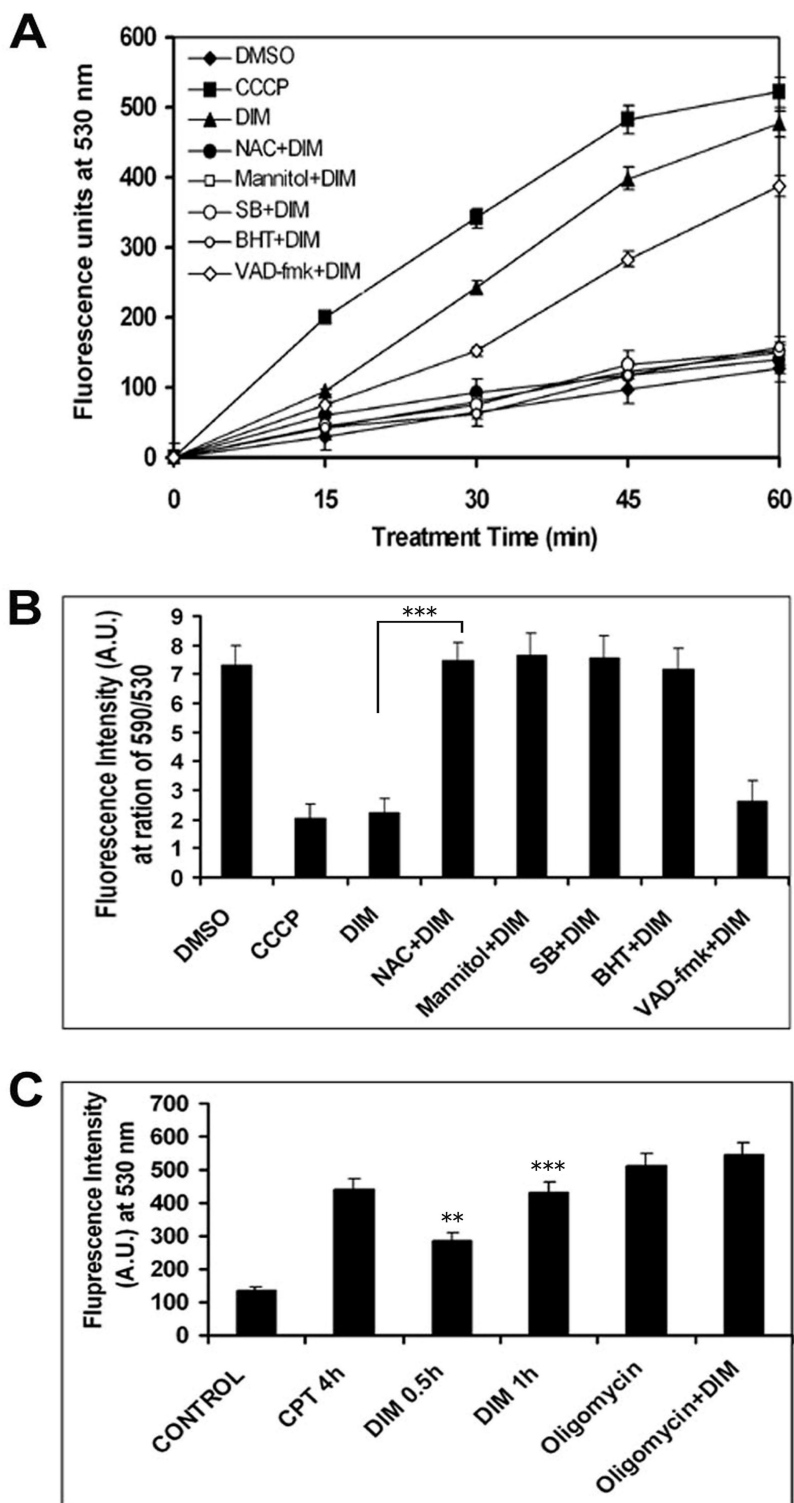 A
600
500
400
300
200
100
0
Fluorescence units at 530 nm
DMSO
CCCP
DIM
NAC+DIM
Mannitol+DIM
SB+DIM
BHT+DIM
VAD-fmk+DIM
0 15 30 45 60
Treatment Time (min)
B
Fluorescence Intensity (A.U.)
at ration of 590/530
9
8
7
6
5
4
3
2
1
0
***
DMSO
CCCP
DIM
NAC+DIM
Mannitol+DIM
SB+DIM
BHT+DIM
VAD-fmk+DIM
C
Fluprescence Intensity
(A.U.) at 530 nm
700
600
500
400
300
200
100
0
**
***
CONTROL
CPT 4h
DIM 0.5h
DIM 1h
Oligomycin
Oligomycin+DIM